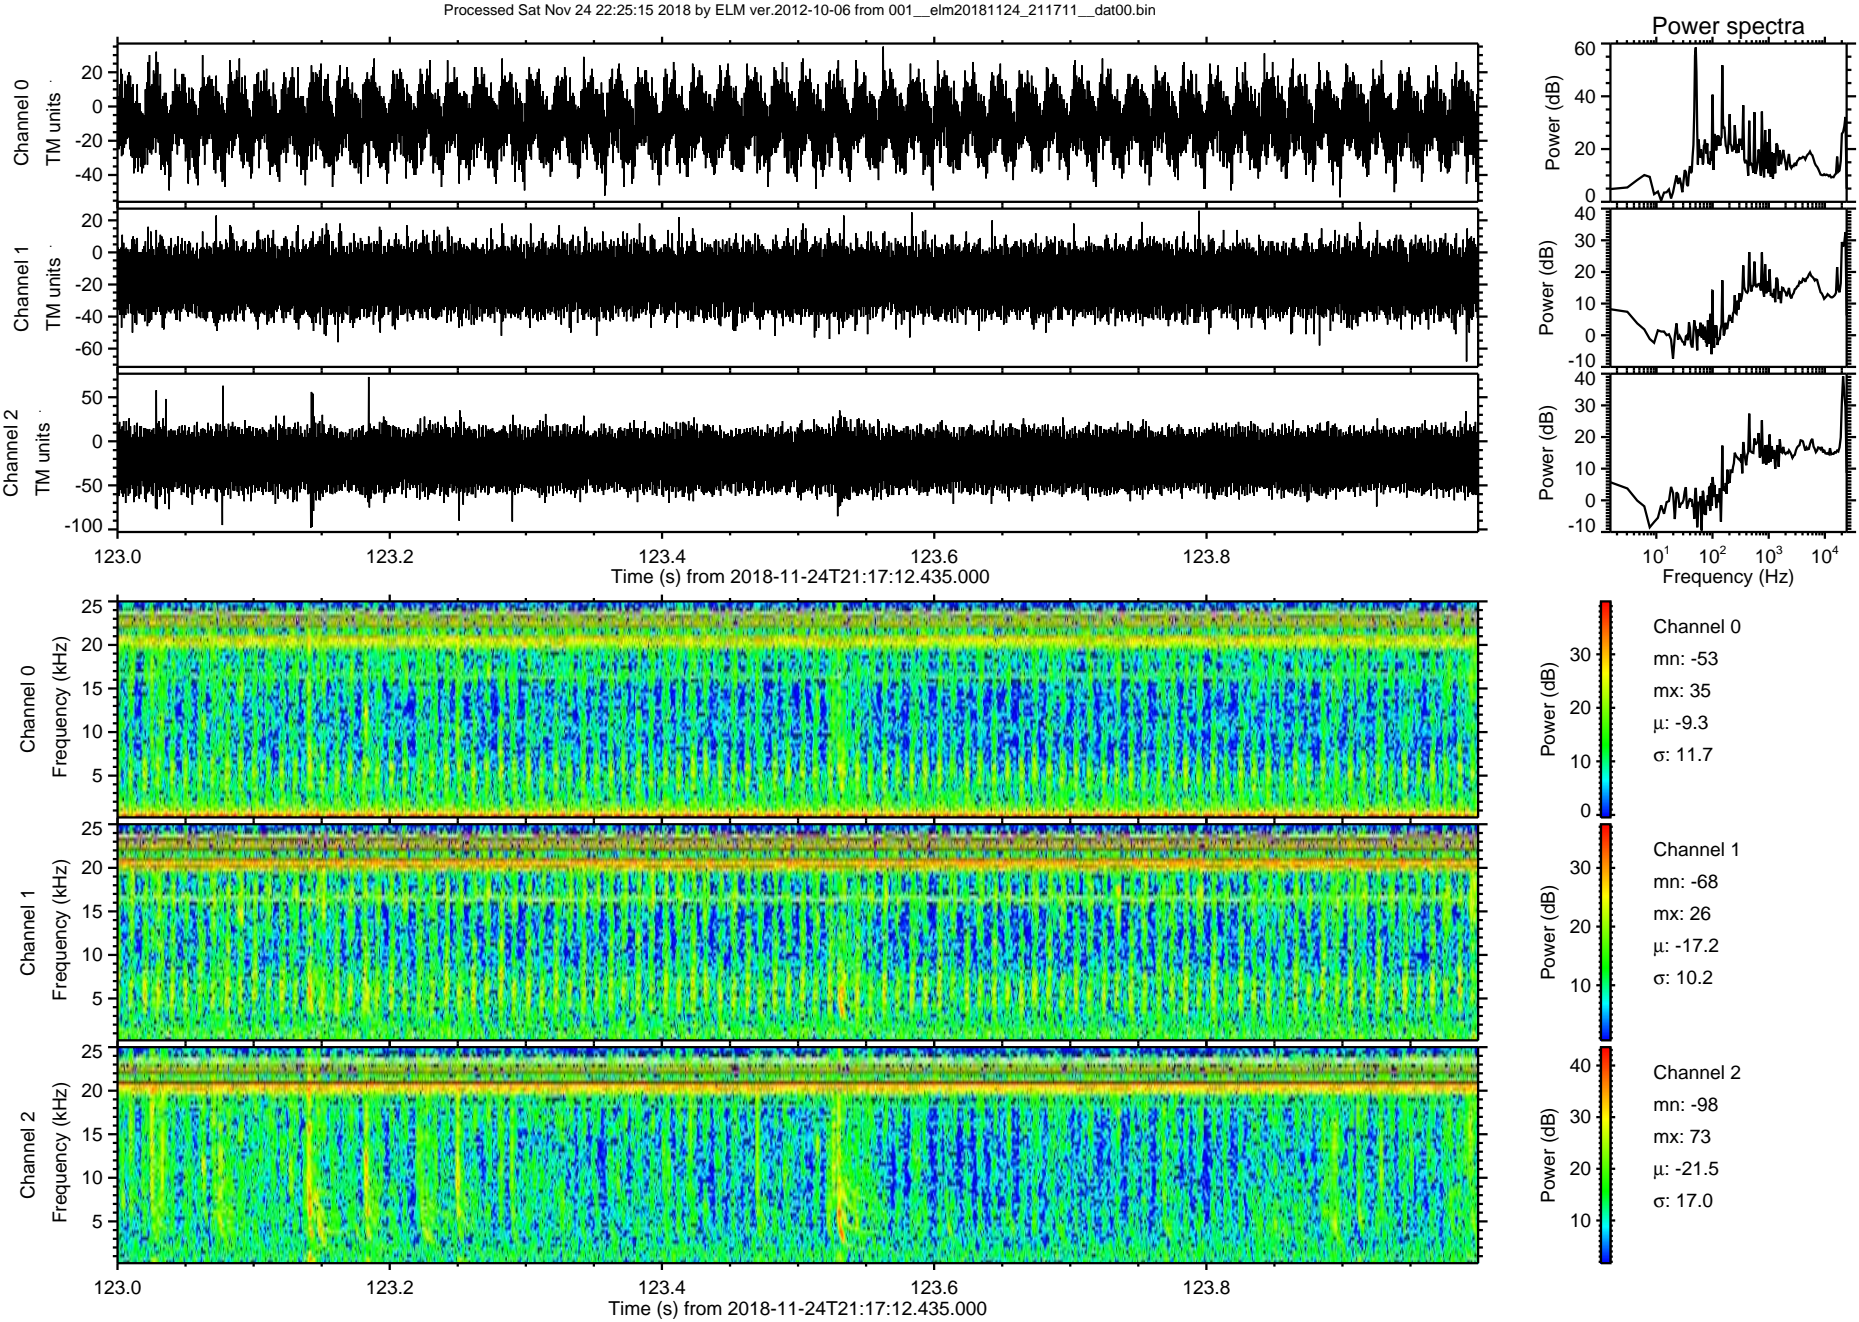 Processed Sat Nov 24 22:25:15 2018 by ELM ver.2012-10-06 from 001__elm20181124_211711__dat00.bin
Power spectra
Channel 0
TM units
20
0
-20
-40
Power (dB)
60
40
20
0
Channel 1
TM units
20
0
-20
-40
-60
Power (dB)
40
30
20
10
0
-10
Channel 2
TM units
50
0
-50
-100
Power (dB)
40
30
20
10
0
-10
123.0 123.2 123.4 123.6 123.8
Time (s) from 2018-11-24T21:17:12.435.000
10^1 10^2 10^3 10^4
Frequency (Hz)
Channel 0
Frequency (kHz)
25
20
15
10
5
Power (dB)
30
20
10
0
Channel 0
mn: -53
mx: 35
μ: -9.3
σ: 11.7
Channel 1
Frequency (kHz)
25
20
15
10
5
Power (dB)
30
20
10
Channel 1
mn: -68
mx: 26
μ: -17.2
σ: 10.2
Channel 2
Frequency (kHz)
25
20
15
10
5
Power (dB)
40
30
20
10
Channel 2
mn: -98
mx: 73
μ: -21.5
σ: 17.0
123.0 123.2 123.4 123.6 123.8
Time (s) from 2018-11-24T21:17:12.435.000